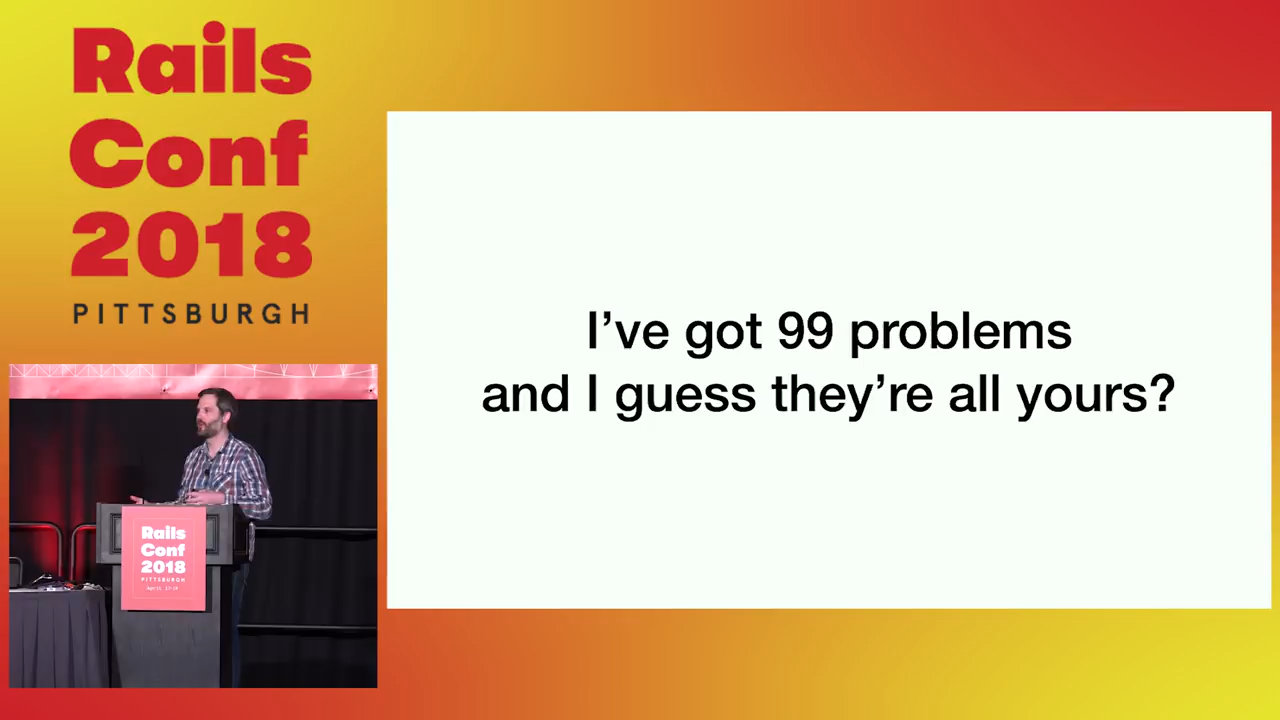 Rails
Conf
2018
PITTSBURGH
I’ve got 99 problems
and I guess they’re all yours?
Rails
Conf
2018
PITTSBURGH